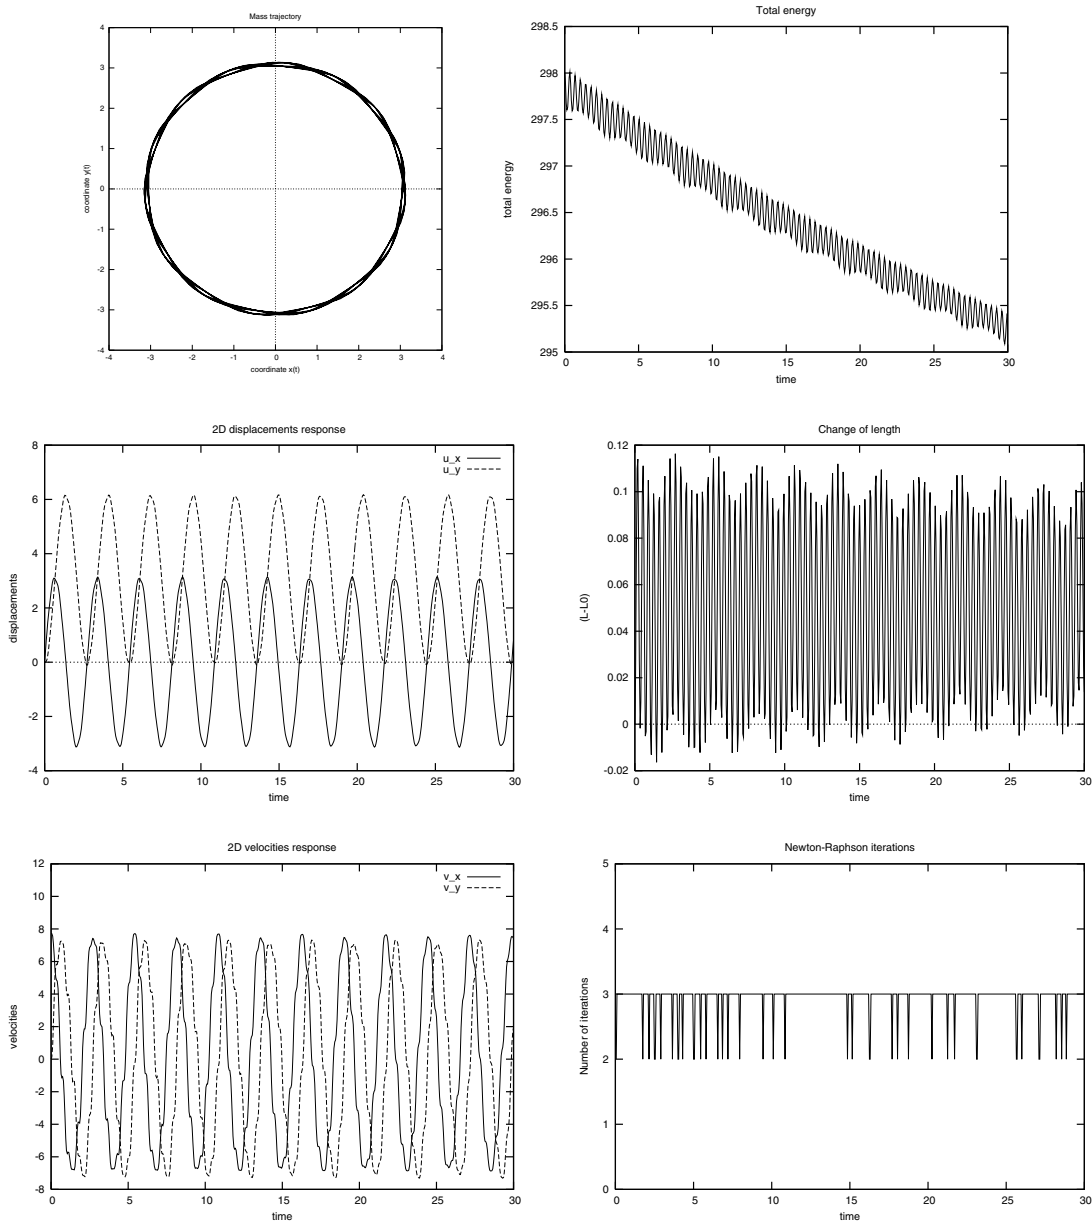 Mass trajectory
4
3
2
1
0
-1
-2
-3
-4
coordinate y(t)
-4 -3 -2 -1 0 1 2 3 4
coordinate x(t)
Total energy
298.5
298
297.5
297
296.5
296
295.5
295
total energy
0 5 10 15 20 25 30
time
2D displacements response
u_x
u_y
8
6
4
2
0
-2
-4
displacements
0 5 10 15 20 25 30
time
Change of length
0.12
0.1
0.08
0.06
0.04
0.02
0
-0.02
(L-L0)
0 5 10 15 20 25 30
time
2D velocities response
v_x
v_y
12
10
8
6
4
2
0
-2
-4
-6
-8
velocities
0 5 10 15 20 25 30
time
Newton-Raphson iterations
5
4
3
2
1
0
Number of iterations
0 5 10 15 20 25 30
time